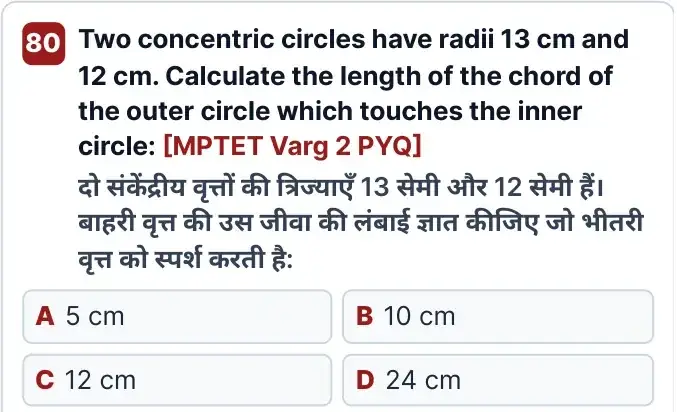 80 Two concentric circles have radii 13 cm and
12 cm. Calculate the length of the chord of
the outer circle which touches the inner
circle: [MPTET Varg 2 PYQ]
दो संकेंद्रीय वृत्तों की त्रिज्याएँ 13 सेमी और 12 सेमी हैं।
बाहरी वृत्त की उस जीवा की लंबाई ज्ञात कीजिए जो भीतरी
वृत्त को स्पर्श करती है:
A 5 cm
B 10 cm
C 12 cm
D 24 cm